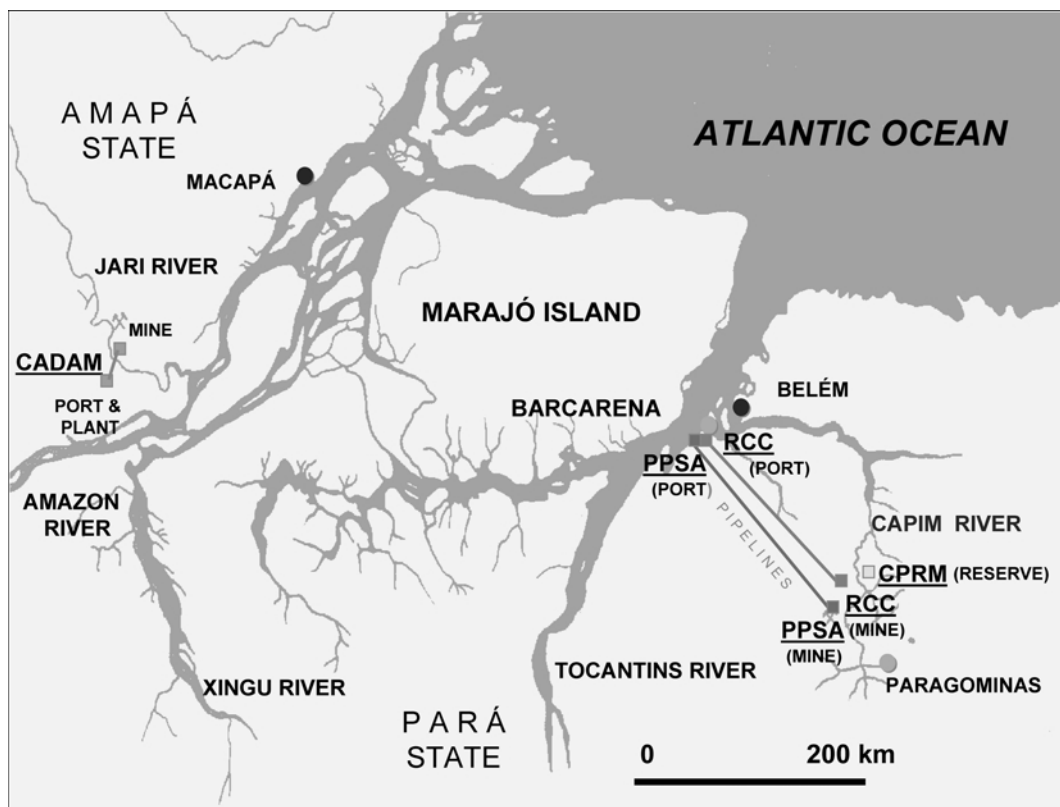 A M A P Á
STATE
ATLANTIC OCEAN
MACAPÁ
JARI RIVER
MARAJÓ ISLAND
MINE
CADAM
PORT &
PLANT
BELÉM
BARCARENA
RCC
(PORT)
PPSA
(PORT)
AMAZON
RIVER
PIPELINES
CAPIM RIVER
CPRM (RESERVE)
RCC
(MINE)
PPSA
(MINE)
XINGU RIVER
TOCANTINS RIVER
PARAGOMINAS
P A R Á
STATE
0 200 km